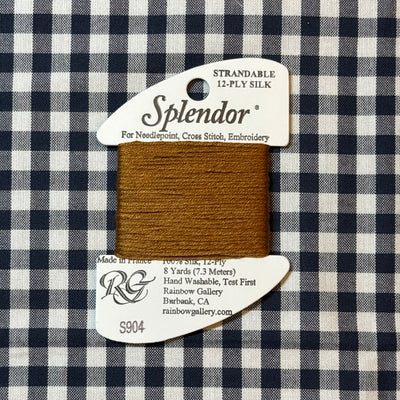 STRANDABLE
12-PLY SILK
Splendor®
For Needlepoint, Cross Stitch, Embroidery
Made in France
100% Silk, 12-Ply
8 Yards (7.3 Meters)
RG
Hand Washable, Test First
Rainbow Gallery
Burbank, CA
rainbowgallery.com
S904